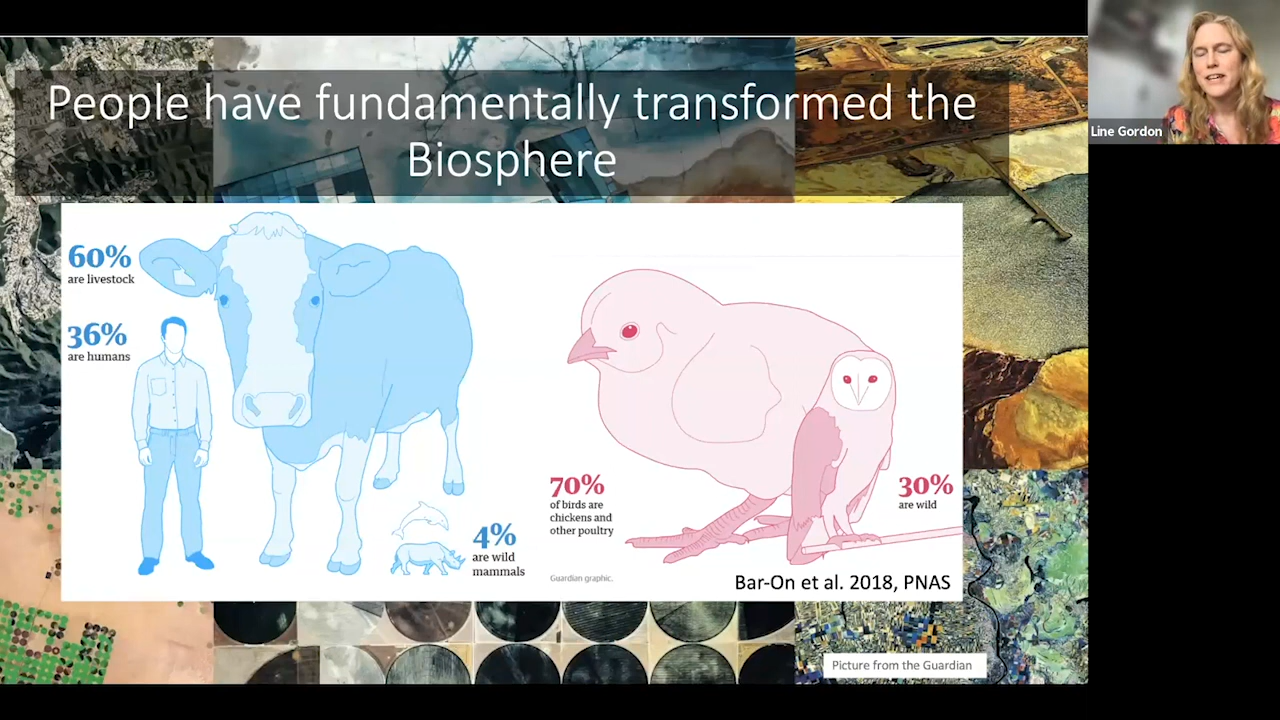 People have fundamentally transformed the
Biosphere
Line Gordon
60%
are livestock
36%
are humans
4%
are wild
mammals
70%
of birds are
chickens and
other poultry
30%
are wild
Guardian graphic.
Bar-On et al. 2018, PNAS
Picture from the Guardian